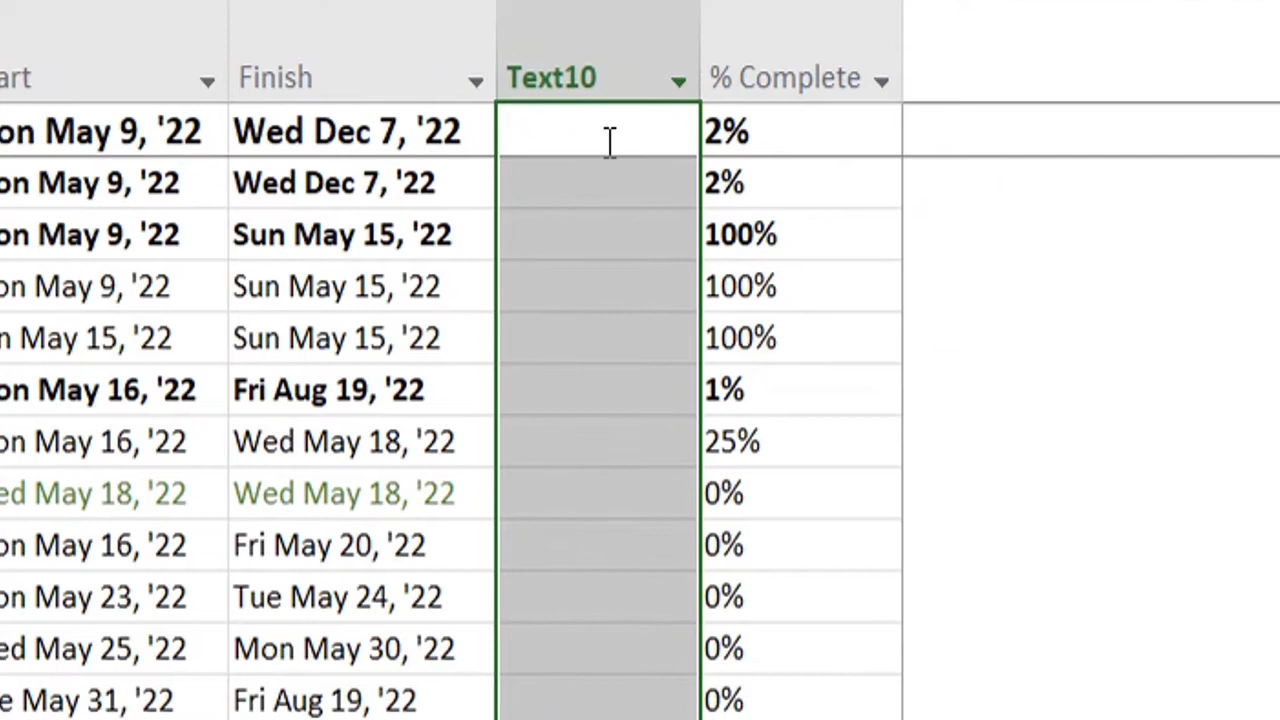 art Finish Text10 % Complete
on May 9, '22 Wed Dec 7, '22 2%
on May 9, '22 Wed Dec 7, '22 2%
on May 9, '22 Sun May 15, '22 100%
on May 9, '22 Sun May 15, '22 100%
n May 15, '22 Sun May 15, '22 100%
on May 16, '22 Fri Aug 19, '22 1%
on May 16, '22 Wed May 18, '22 25%
ed May 18, '22 Wed May 18, '22 0%
on May 16, '22 Fri May 20, '22 0%
on May 23, '22 Tue May 24, '22 0%
ed May 25, '22 Mon May 30, '22 0%
e May 31, '22 Fri Aug 19, '22 0%